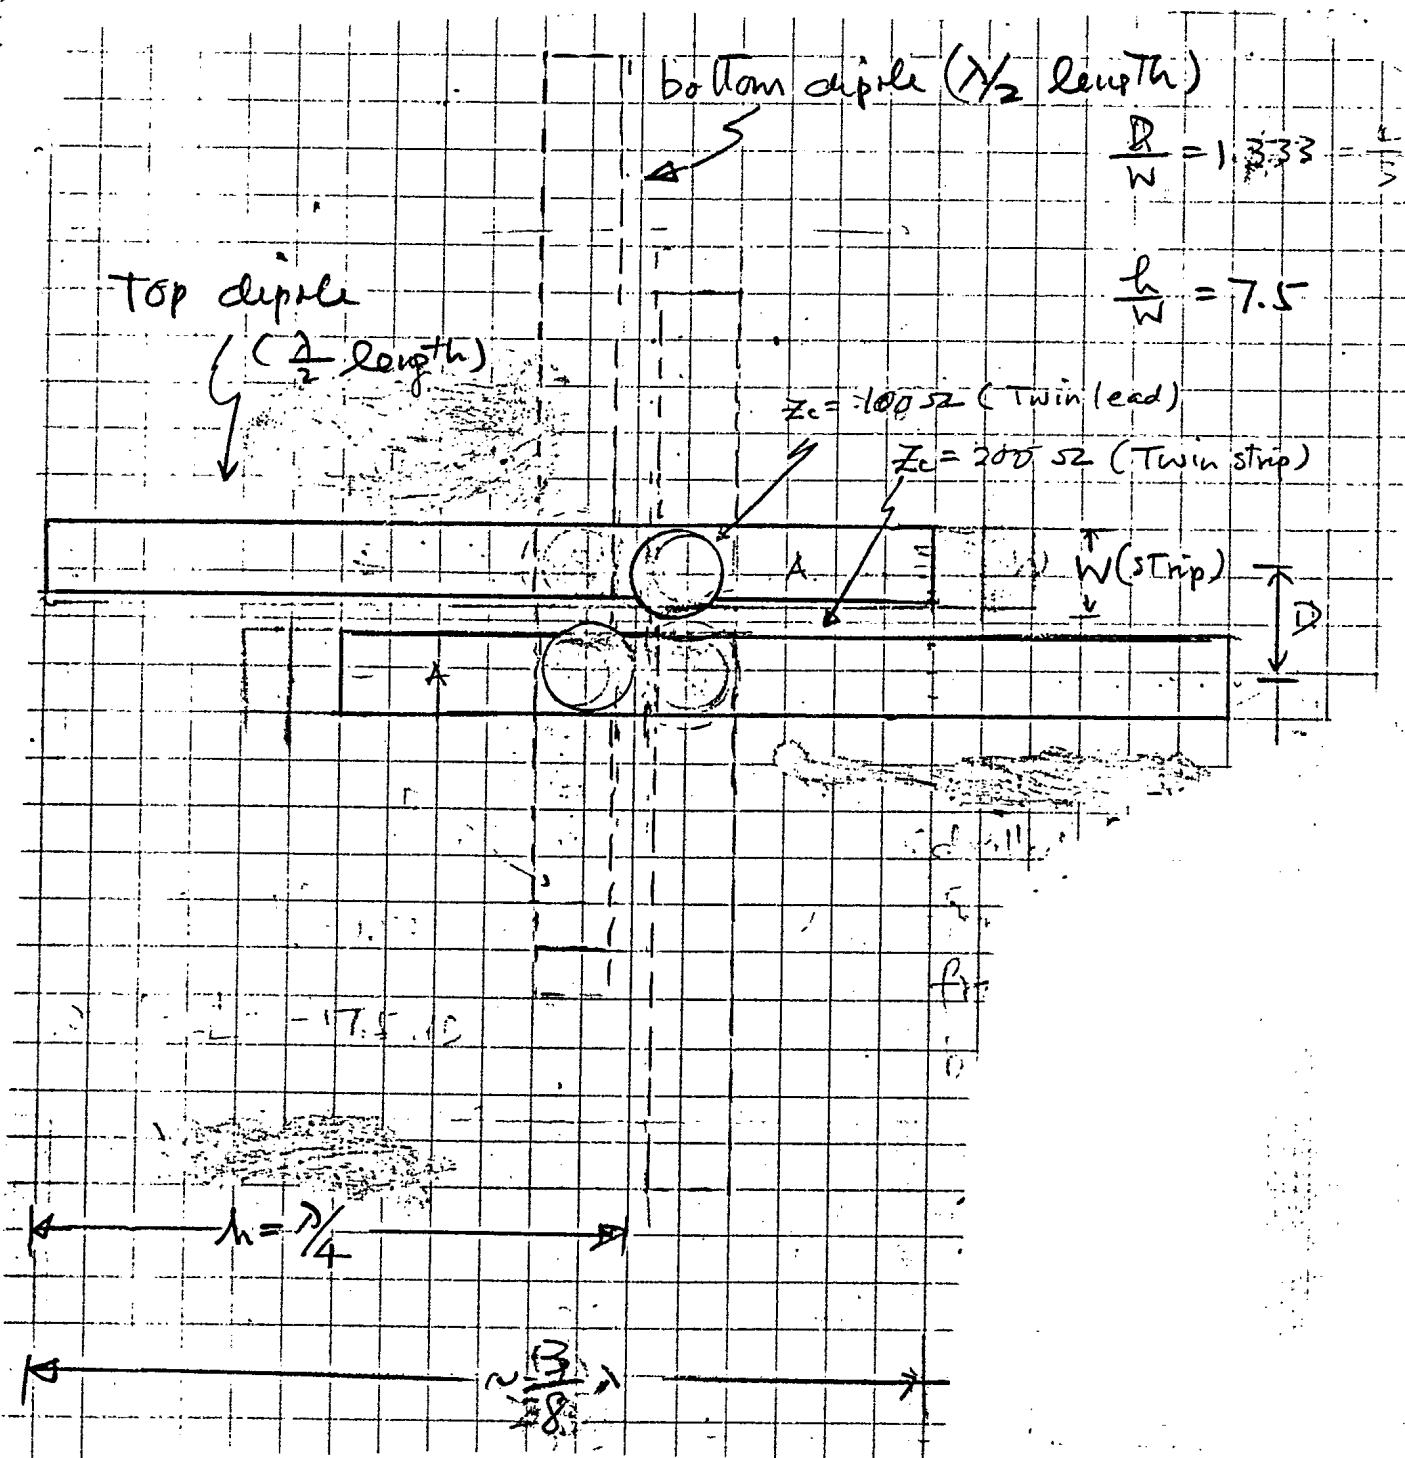 bottom dipole (λ/2 length)
D/W = 1.333 =
Top dipole
(λ/2 length)
h/W = 7.5
Zc = 100 Ω (Twin lead)
Zc = 200 Ω (Twin strip)
A
W (strip)
D
A
h = λ/4
~ 3/8 λ